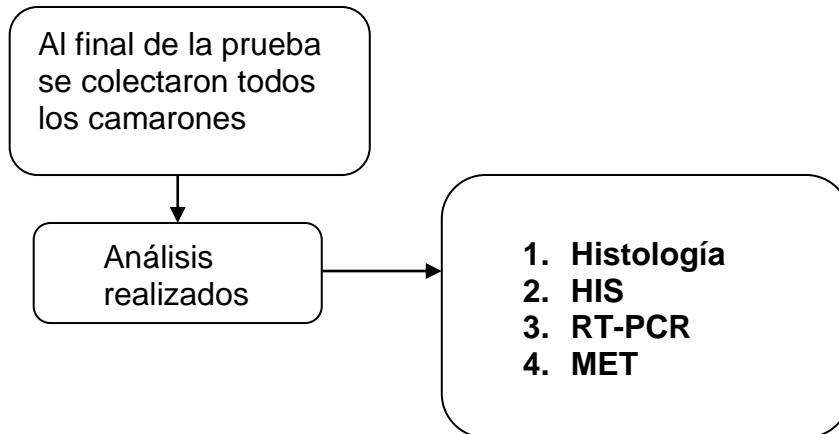 Al final de la prueba
se colectaron todos
los camarones
Análisis
realizados
1. Histología
2. HIS
3. RT-PCR
4. MET